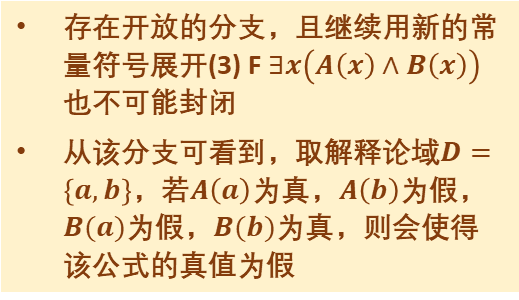 • 存在开放的分支，且继续用新的常
量符号展开(3) F ∃x(A(x) ∧ B(x))
也不可能封闭
• 从该分支可看到，取解释论域D =
{a, b}，若A(a)为真，A(b)为假，
B(a)为假，B(b)为真，则会使得
该公式的真值为假